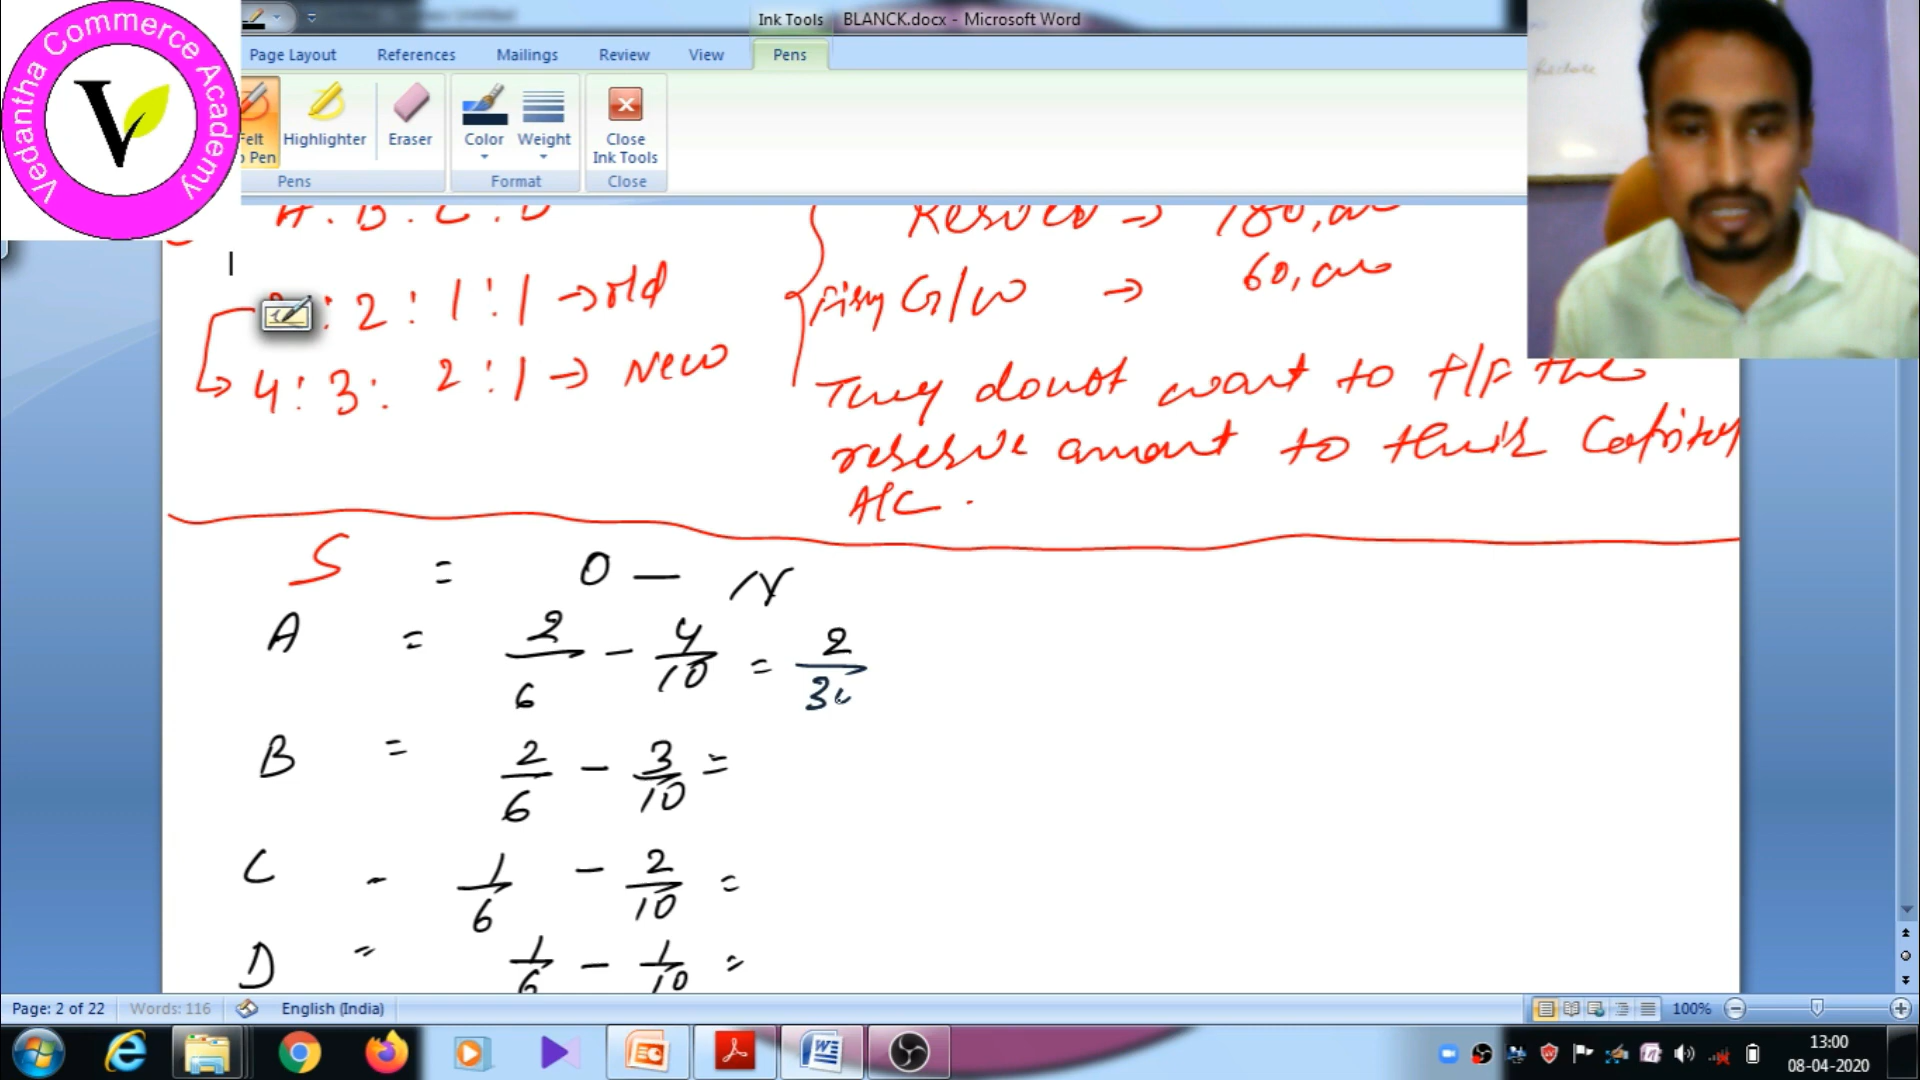 Ink Tools BLANCK.docx - Microsoft Word
Page Layout References Mailings Review View Pens
Vedantha Commerce Academy
V
Felt Highlighter Eraser Color Weight Close
Pen Ink Tools
Pens Format Close
A : B : C : D
Reserve → 180,000
: 2 : 1 : 1 → old
G/W → 60,000
4 : 3 : 2 : 1 → New
They dont want to the
reserve amount to their Capital
A/C .
S = O — N
A = 2/6 - 4/10 = 2/30
B = 2/6 - 3/10 =
C - 1/6 - 2/10 =
D = 1/6 - 1/10 =
Page: 2 of 22 Words: 116 English (India) 100%
13:00
08-04-2020